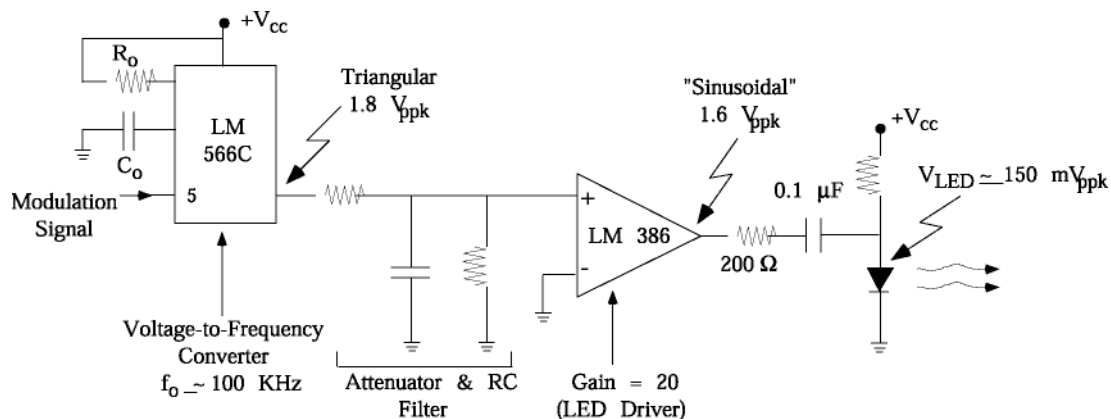 +Vcc
Ro
LM
566C
Co
5
Modulation
Signal
Triangular
1.8 Vppk
Voltage-to-Frequency
Converter
fo ~ 100 KHz
Attenuator & RC
Filter
+
-
LM 386
Gain = 20
(LED Driver)
"Sinusoidal"
1.6 Vppk
200 Ω
0.1 µF
+Vcc
VLED ~ 150 mVppk